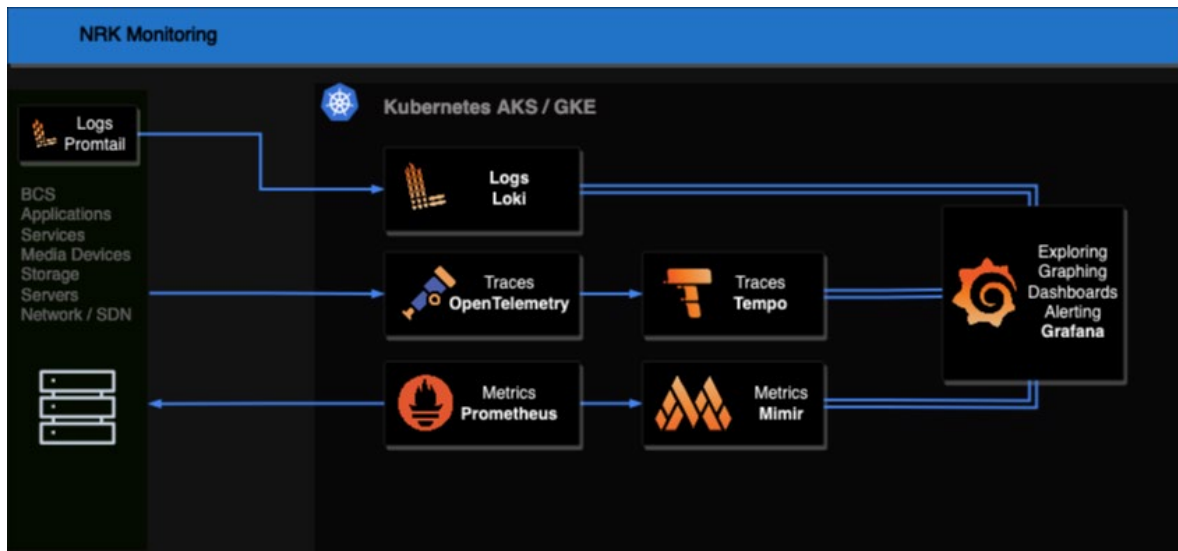 NRK Monitoring
Logs
Promtail
BCS
Applications
Services
Media Devices
Storage
Servers
Network / SDN
Kubernetes AKS / GKE
Logs
Loki
Traces
OpenTelemetry
Traces
Tempo
Metrics
Prometheus
Metrics
Mimir
Exploring
Graphing
Dashboards
Alerting
Grafana